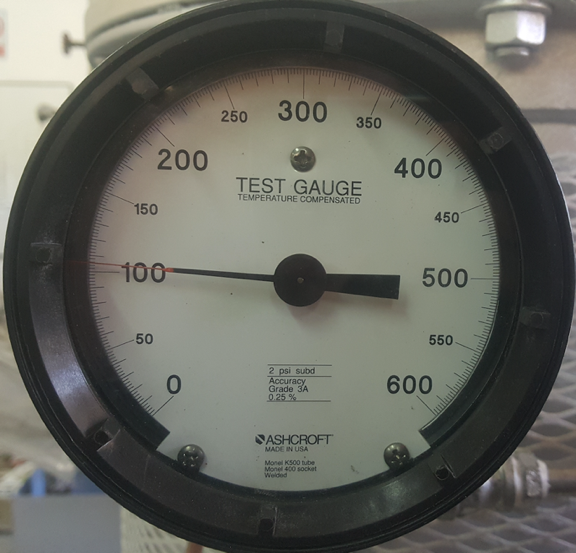 300
250
350
200
400
TEST GAUGE
TEMPERATURE COMPENSATED
150
450
100
500
50
550
0
600
2 psi subd
Accuracy
Grade 3A
0.25 %
ASHCROFT
MADE IN USA
Monel K500 tube
Monel 400 socket
Welded